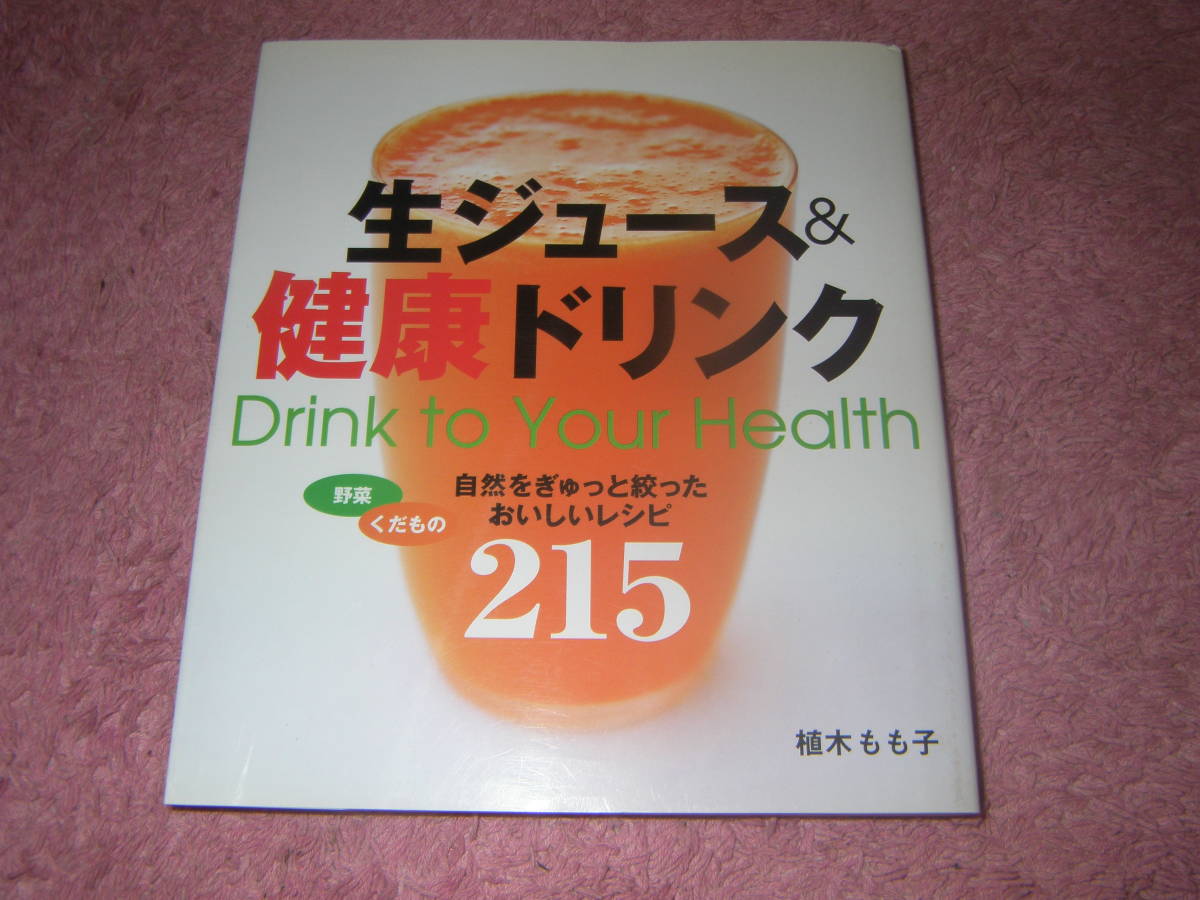 生ジュース&
健康ドリンク
Drink to Your Health
野菜
くだもの
自然をぎゅっと絞った
おいしいレシピ
215
植木もも子